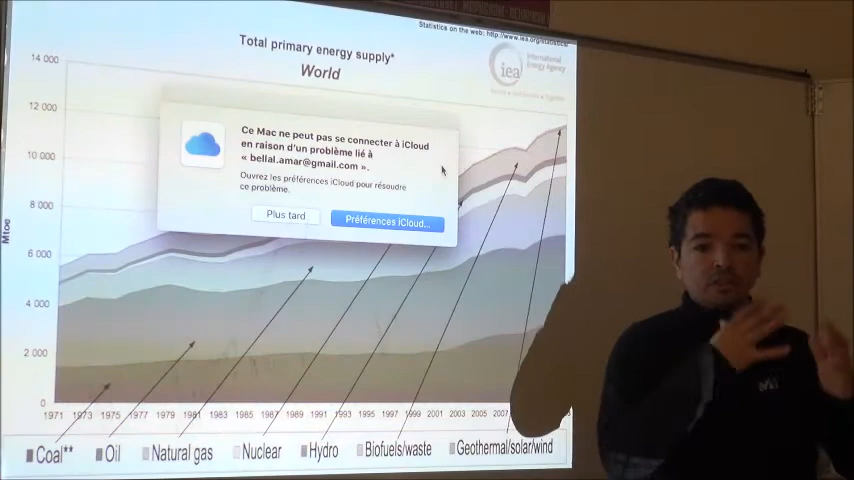 Statistics on the web: http://www.iea.org/statistics/
Total primary energy supply*
World
iea
International
Energy Agency
14 000
12 000
10 000
8 000
6 000
4 000
2 000
0
Mtoe
Ce Mac ne peut pas se connecter à iCloud
en raison d'un problème lié à
« bellal.amar@gmail.com ».
Ouvrez les préférences iCloud pour résoudre
ce problème.
Plus tard
Préférences iCloud...
1971 1973 1975 1977 1979 1981 1983 1985 1987 1989 1991 1993 1995 1997 1999 2001 2003 2005
Coal** Oil Natural gas Nuclear Hydro Biofuels/waste Geothermal/solar/wind